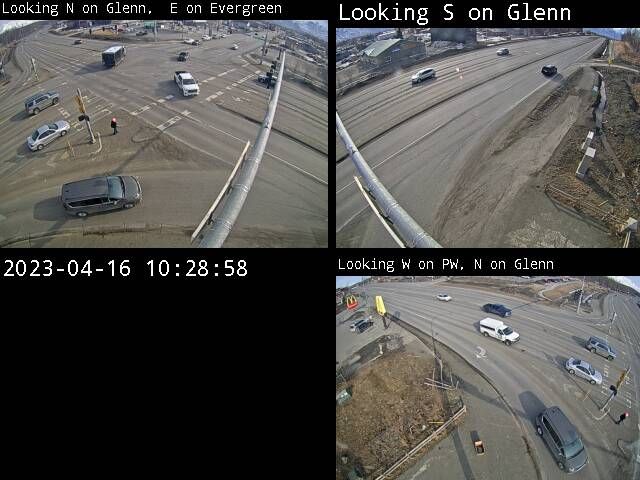 Looking N on Glenn,  E on Evergreen
Looking S on Glenn
2023-04-16 10:28:58
Looking W on PW, N on Glenn